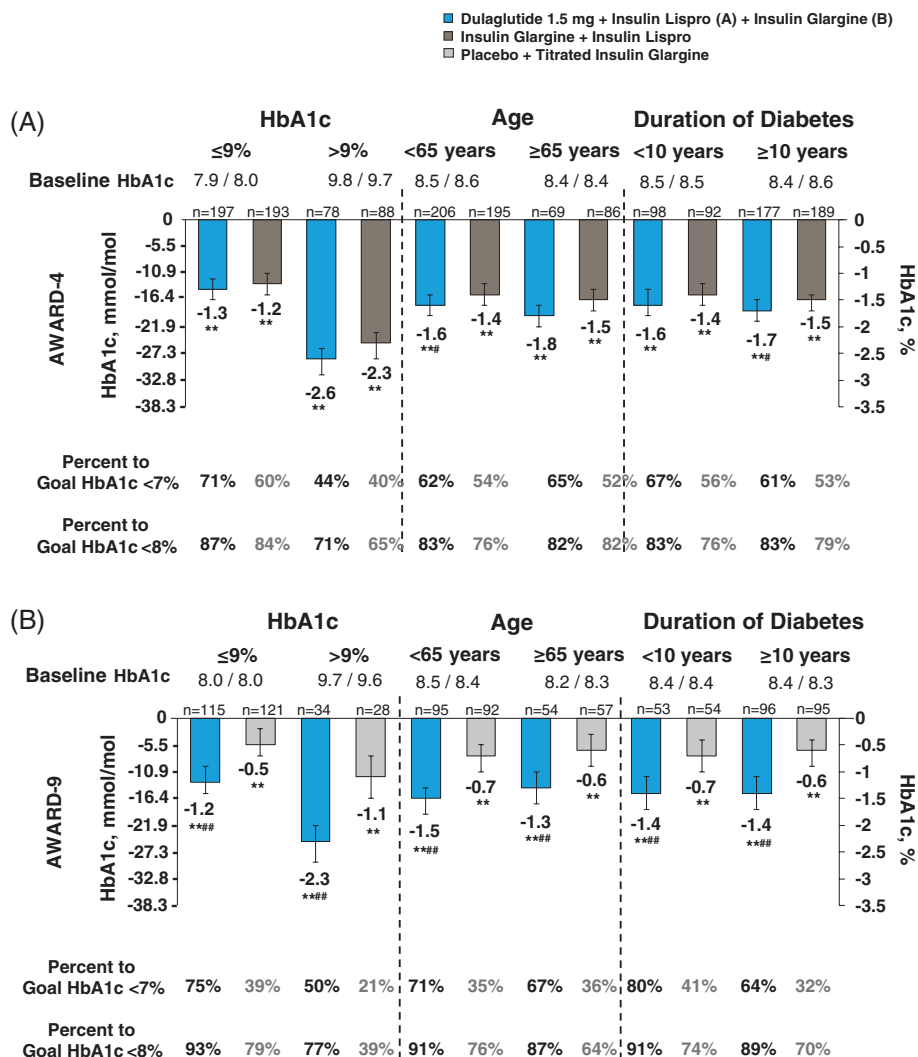 Dulaglutide 1.5 mg + Insulin Lispro (A) + Insulin Glargine (B)
Insulin Glargine + Insulin Lispro
Placebo + Titrated Insulin Glargine
(A)
HbA1c Age Duration of Diabetes
≤9% >9% <65 years ≥65 years <10 years ≥10 years
Baseline HbA1c 7.9 / 8.0 9.8 / 9.7 8.5 / 8.6 8.4 / 8.4 8.5 / 8.5 8.4 / 8.6
n=197 n=193 n=78 n=88 n=206 n=195 n=69 n=86 n=98 n=92 n=177 n=189
AWARD-4
HbA1c, mmol/mol
0
-5.5
-10.9
-16.4
-21.9
-27.3
-32.8
-38.3
-1.3 -1.2 -2.6 -2.3 -1.6 -1.4 -1.8 -1.5 -1.6 -1.4 -1.7 -1.5
** ** ** ** **# ** ** ** ** ** **# **
0
-0.5
-1
-1.5
-2
-2.5
-3
-3.5
HbA1c, %
Percent to
Goal HbA1c <7% 71% 60% 44% 40% 62% 54% 65% 52% 67% 56% 61% 53%
Percent to
Goal HbA1c <8% 87% 84% 71% 65% 83% 76% 82% 82% 83% 76% 83% 79%
(B)
HbA1c Age Duration of Diabetes
≤9% >9% <65 years ≥65 years <10 years ≥10 years
Baseline HbA1c 8.0 / 8.0 9.7 / 9.6 8.5 / 8.4 8.2 / 8.3 8.4 / 8.4 8.4 / 8.3
n=115 n=121 n=34 n=28 n=95 n=92 n=54 n=57 n=53 n=54 n=96 n=95
AWARD-9
HbA1c, mmol/mol
0
-5.5
-10.9
-16.4
-21.9
-27.3
-32.8
-38.3
-1.2 -0.5 -2.3 -1.1 -1.5 -0.7 -1.3 -0.6 -1.4 -0.7 -1.4 -0.6
**## ** **## ** **## ** **## ** **## ** **## **
0
-0.5
-1
-1.5
-2
-2.5
-3
-3.5
HbA1c, %
Percent to
Goal HbA1c <7% 75% 39% 50% 21% 71% 35% 67% 36% 80% 41% 64% 32%
Percent to
Goal HbA1c <8% 93% 79% 77% 39% 91% 76% 87% 64% 91% 74% 89% 70%